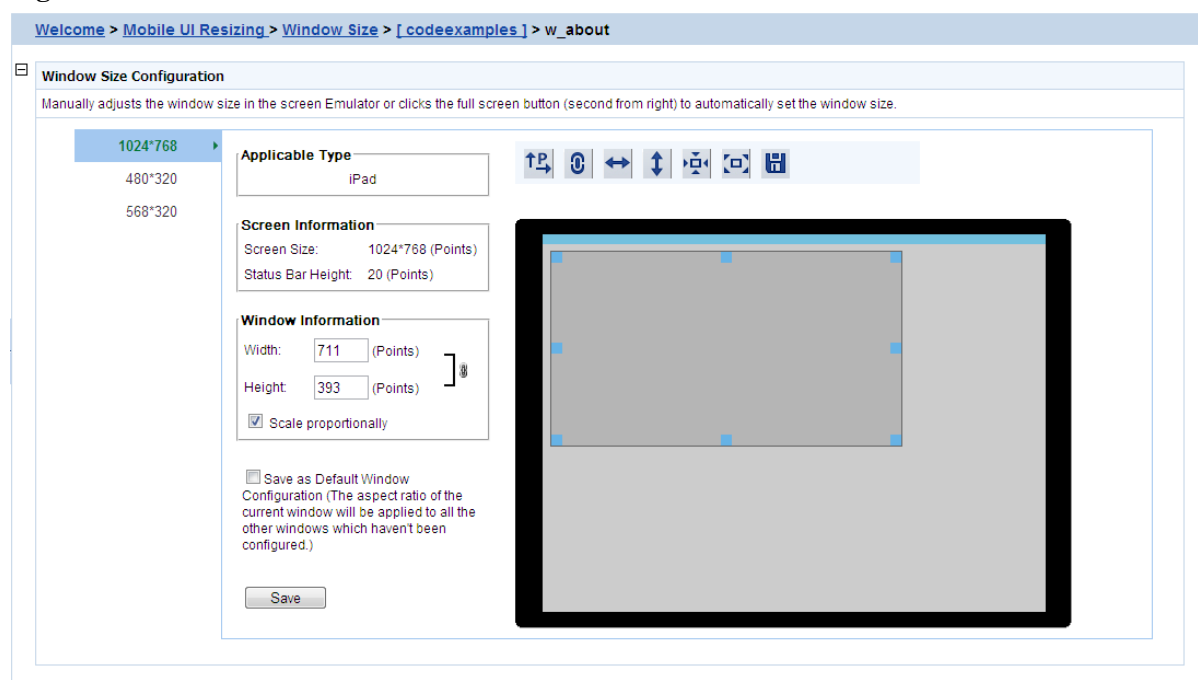 Welcome > Mobile UI Resizing > Window Size > [ codeexamples ] > w_about
Window Size Configuration
Manually adjusts the window size in the screen Emulator or clicks the full screen button (second from right) to automatically set the window size.
1024*768
480*320
568*320
Applicable Type
iPad
Screen Information
Screen Size: 1024*768 (Points)
Status Bar Height: 20 (Points)
Window Information
Width: 711 (Points)
Height: 393 (Points)
Scale proportionally
Save as Default Window
Configuration (The aspect ratio of the
current window will be applied to all the
other windows which haven't been
configured.)
Save
P